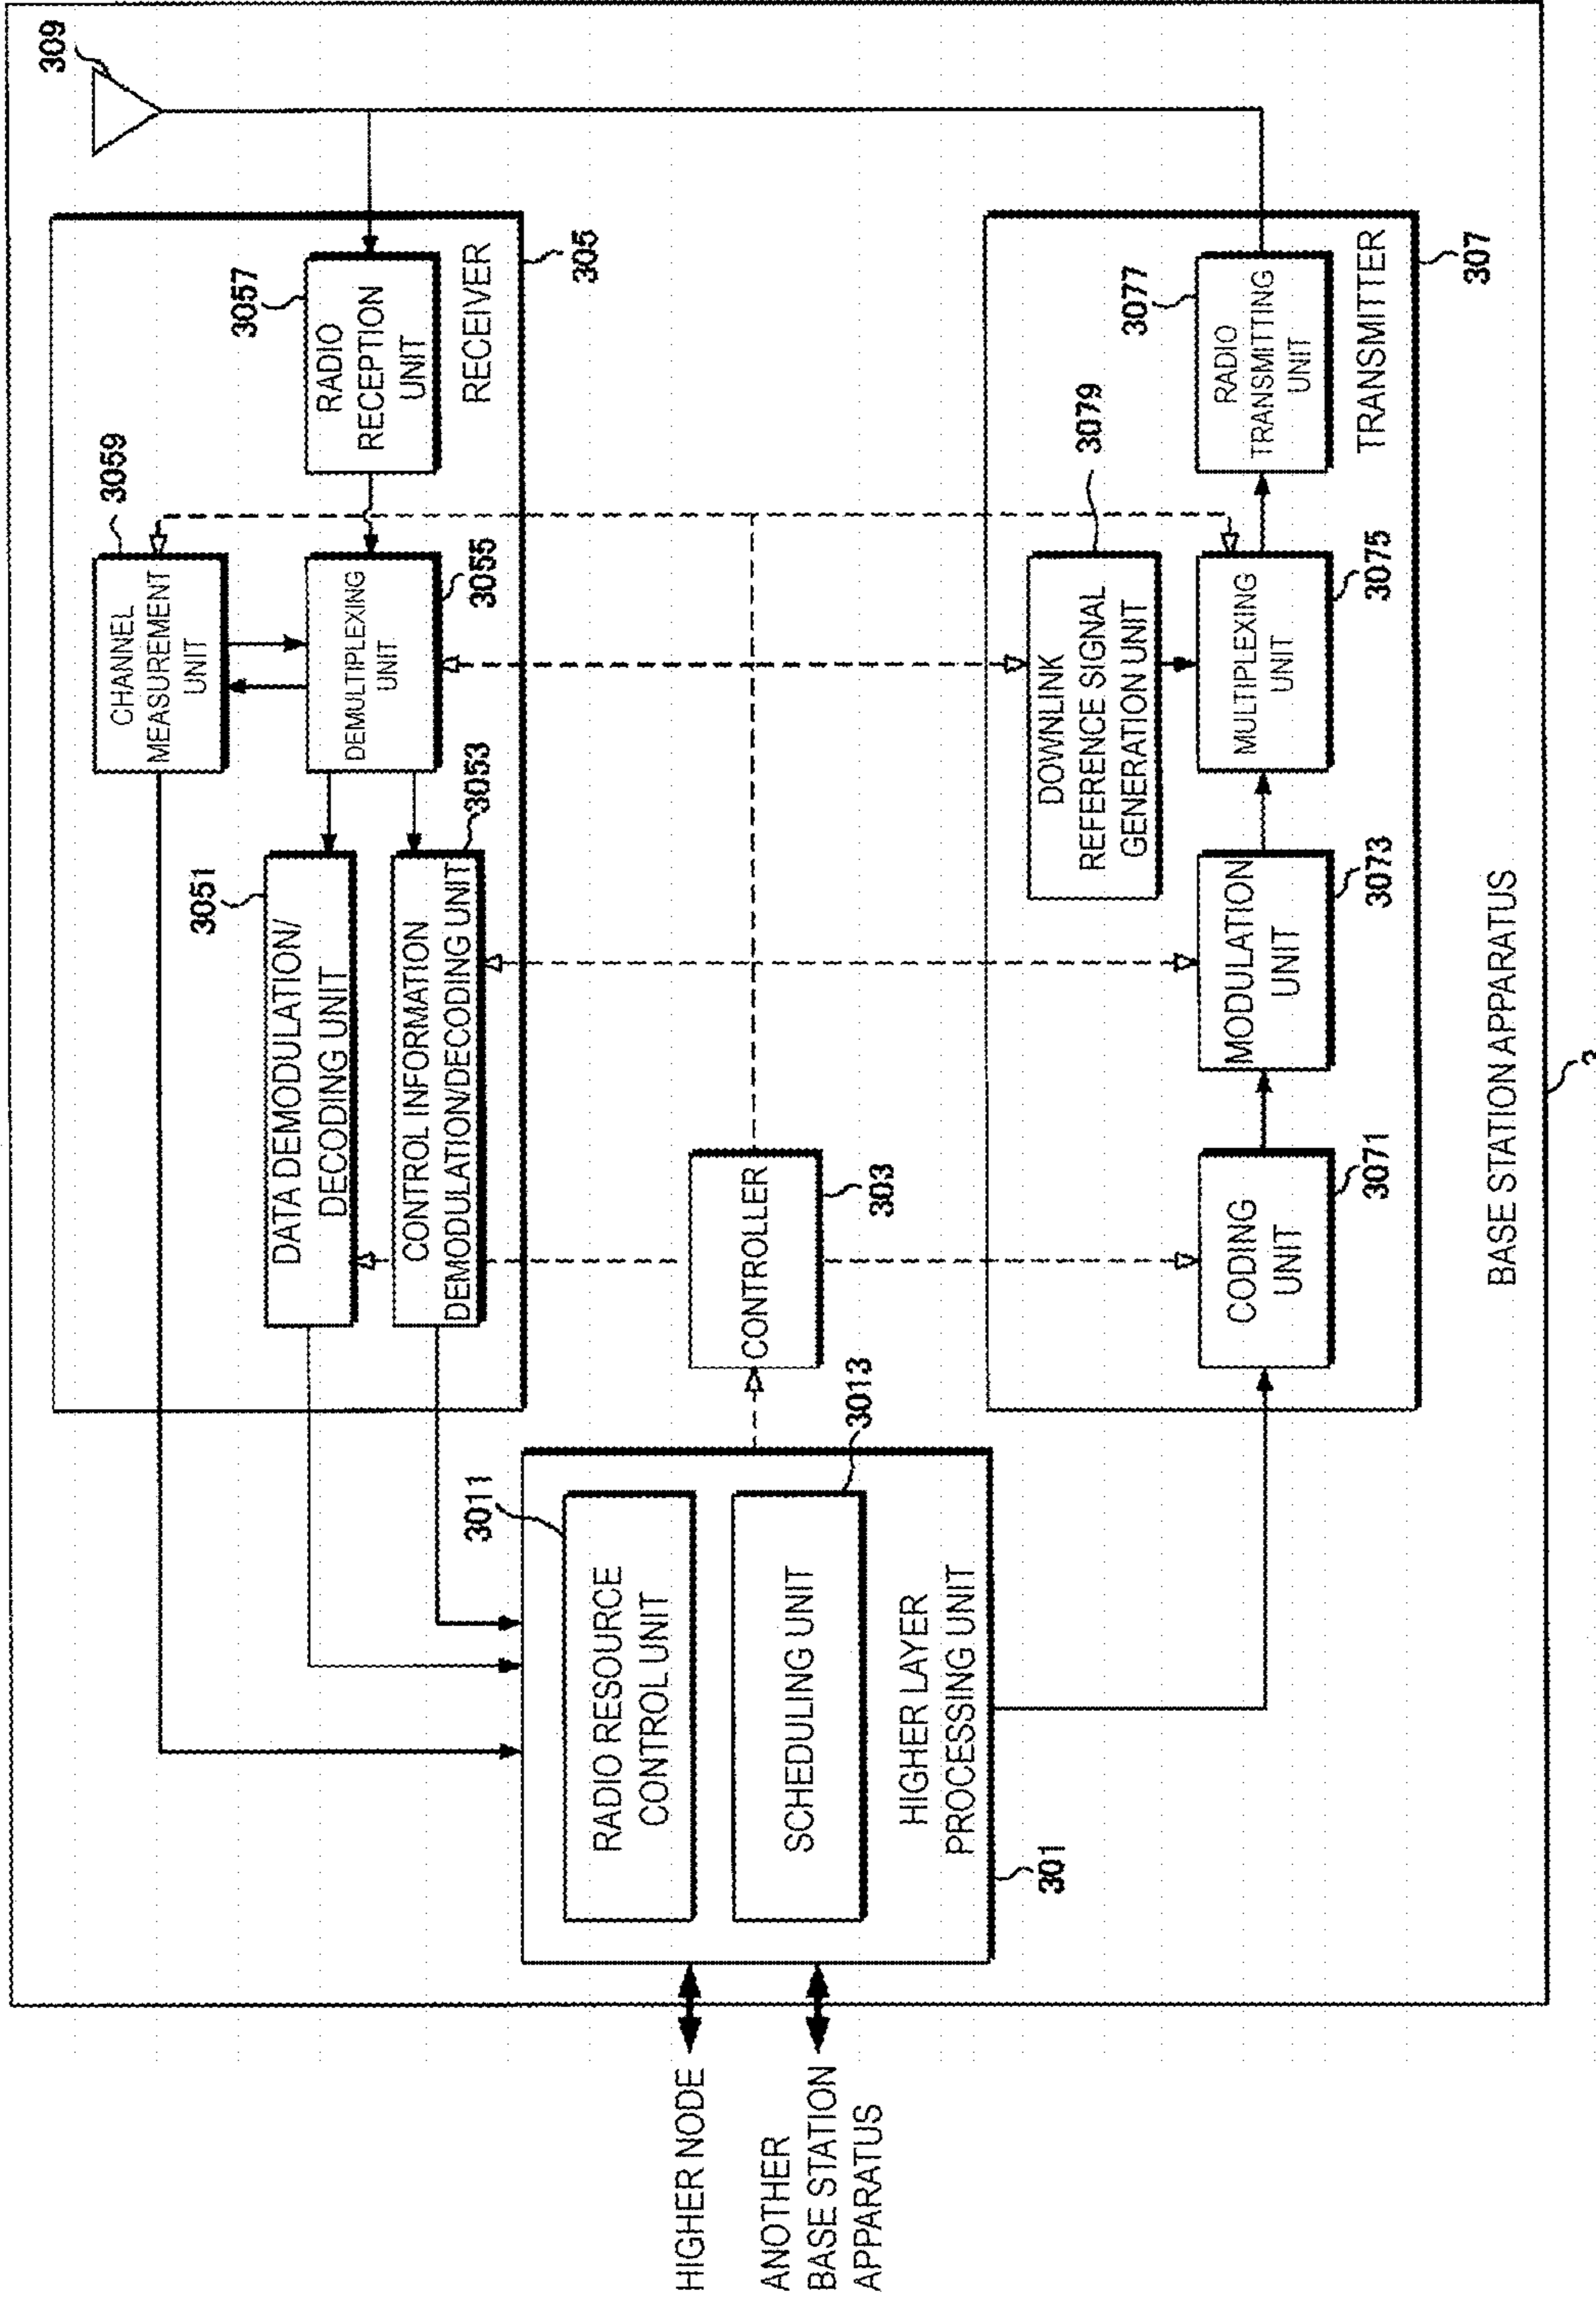 309
3059
CHANNEL
MEASUREMENT
UNIT
3057
RADIO
RECEPTION
UNIT
RECEIVER
305
DEMULTIPLEXING
UNIT
3055
3051
DATA DEMODULATION/
DECODING UNIT
3053
CONTROL INFORMATION
DEMODULATION/DECODING UNIT
CONTROLLER
303
3011
RADIO RESOURCE
CONTROL UNIT
3013
SCHEDULING UNIT
HIGHER LAYER
PROCESSING UNIT
301
HIGHER NODE
ANOTHER
BASE STATION
APPARATUS
3079
DOWNLINK
REFERENCE SIGNAL
GENERATION UNIT
CODING
UNIT
3071
MODULATION
UNIT
3073
MULTIPLEXING
UNIT
3075
3077
RADIO
TRANSMITTING
UNIT
TRANSMITTER
307
BASE STATION APPARATUS
3